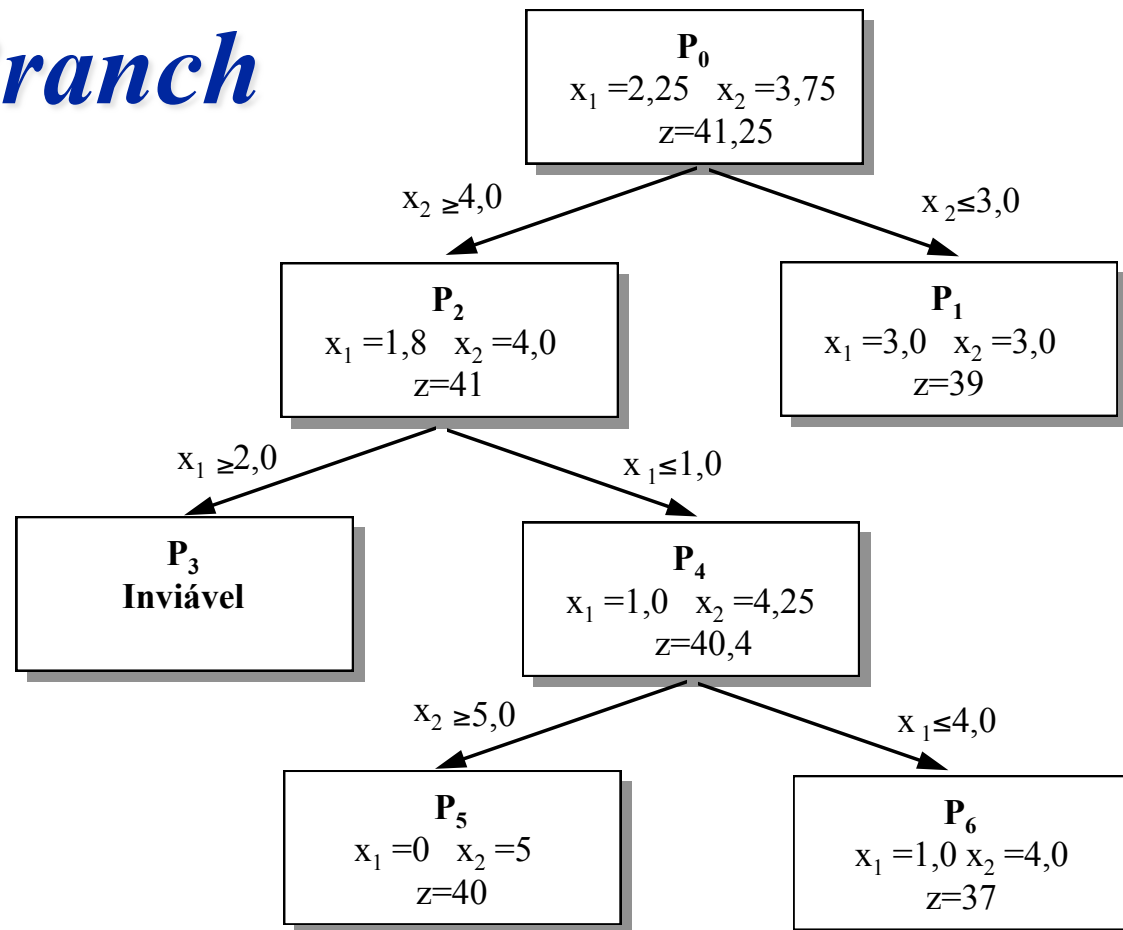 ranch
P0
x1 =2,25 x2 =3,75
z=41,25
x2 ≥4,0
x 2≤3,0
P2
x1 =1,8 x2 =4,0
z=41
P1
x1 =3,0 x2 =3,0
z=39
x1 ≥2,0
x 1≤1,0
P3
Inviável
P4
x1 =1,0 x2 =4,25
z=40,4
x2 ≥5,0
x 1≤4,0
P5
x1 =0 x2 =5
z=40
P6
x1 =1,0 x2 =4,0
z=37